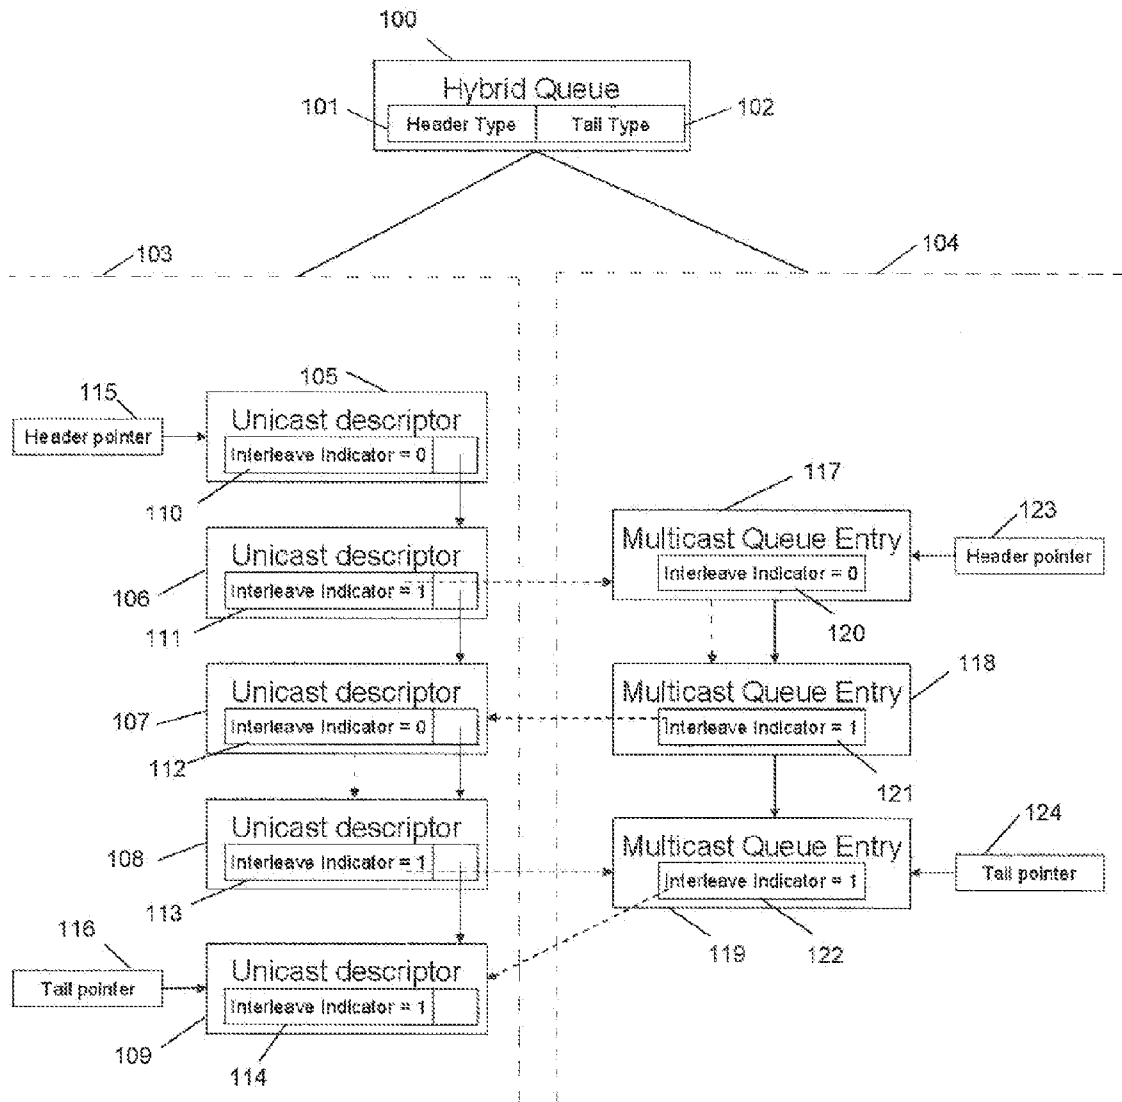 100
Hybrid Queue
101
Header Type
Tail Type
102
103
104
105
115
Unicast descriptor
Header pointer
Interleave Indicator = 0
110
117
Unicast descriptor
Multicast Queue Entry
123
Header pointer
106
Interleave Indicator = 1
Interleave Indicator = 0
111
120
Unicast descriptor
Multicast Queue Entry
118
107
Interleave Indicator = 0
Interleave Indicator = 1
112
121
Unicast descriptor
Multicast Queue Entry
124
108
Interleave Indicator = 1
Interleave Indicator = 1
Tail pointer
113
116
119
122
Unicast descriptor
Tail pointer
Interleave Indicator = 1
109
114